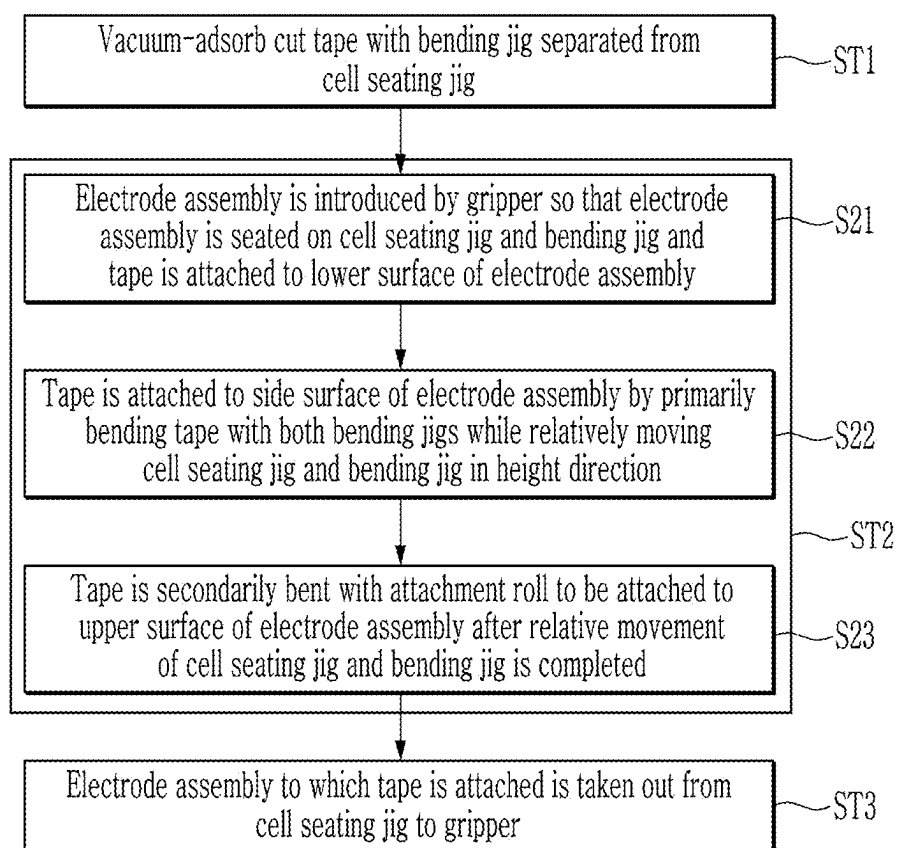 Vacuum-adsorb cut tape with bending jig separated from
cell seating jig
ST1
Electrode assembly is introduced by gripper so that electrode
assembly is seated on cell seating jig and bending jig and
tape is attached to lower surface of electrode assembly
S21
Tape is attached to side surface of electrode assembly by primarily
bending tape with both bending jigs while relatively moving
cell seating jig and bending jig in height direction
S22
ST2
Tape is secondarily bent with attachment roll to be attached to
upper surface of electrode assembly after relative movement
of cell seating jig and bending jig is completed
S23
Electrode assembly to which tape is attached is taken out from
cell seating jig to gripper
ST3